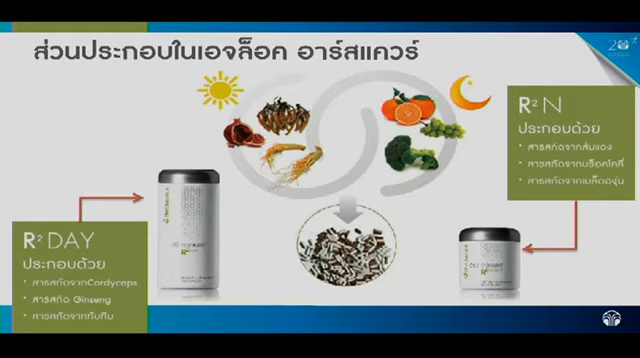 ส่วนประกอบในเอจล็อค อาร์สแควร์
20
R² N
ประกอบด้วย
• สารสกัดจากส้มแดง
• สารสกัดจากบร็อคโคลี่
• สารสกัดจากเมล็ดองุ่น
R² DAY
ประกอบด้วย
• สารสกัดจากCordyceps
• สารสกัด Ginseng
• สารสกัดจากทับทิม